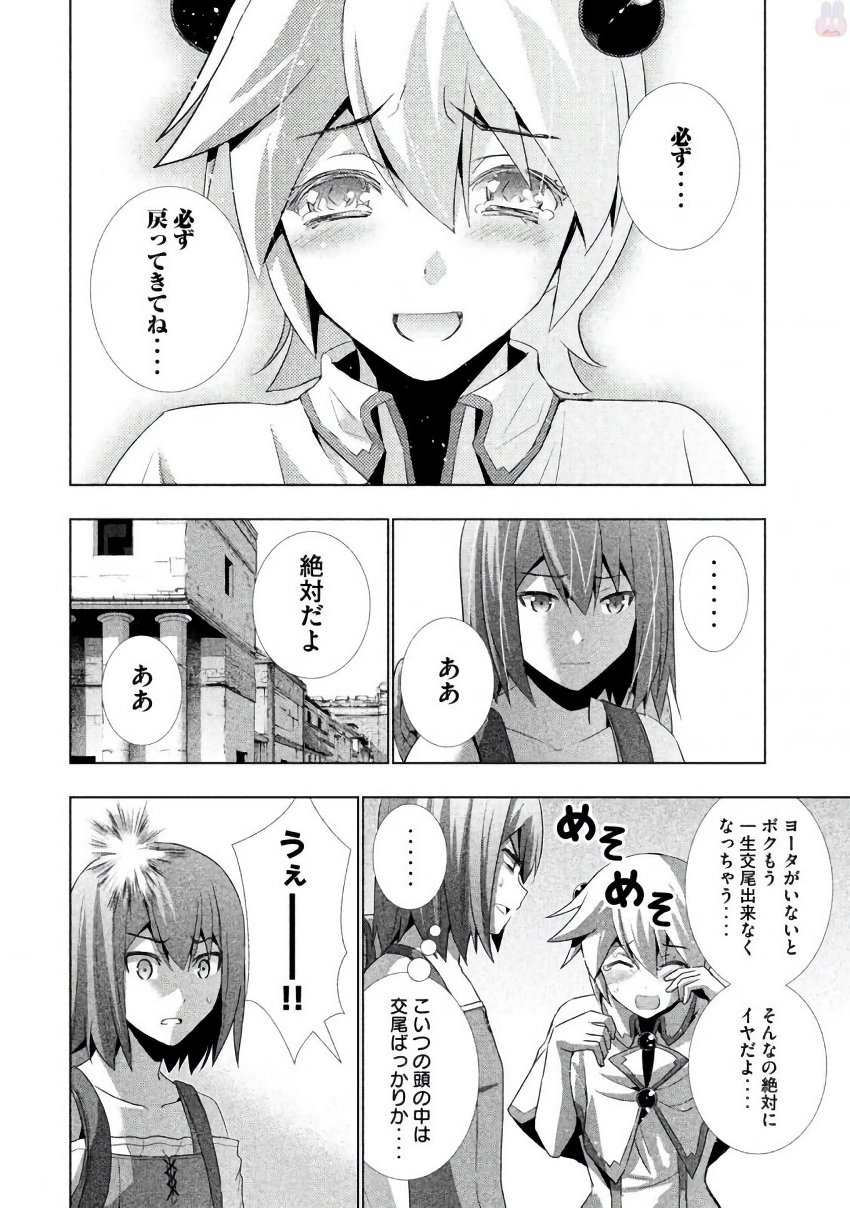 必ず‥‥
必ず
戻ってきてね‥‥
‥‥‥
ああ
絶対だよ
ああ
ヨータがいないと
ボクもう
一生交尾出来なく
なっちゃう‥‥
そんなの絶対に
イヤだよ‥‥
めそ
めそ
‥‥‥
こいつの頭の中は
交尾ばっかりか‥‥
うぇ──!!